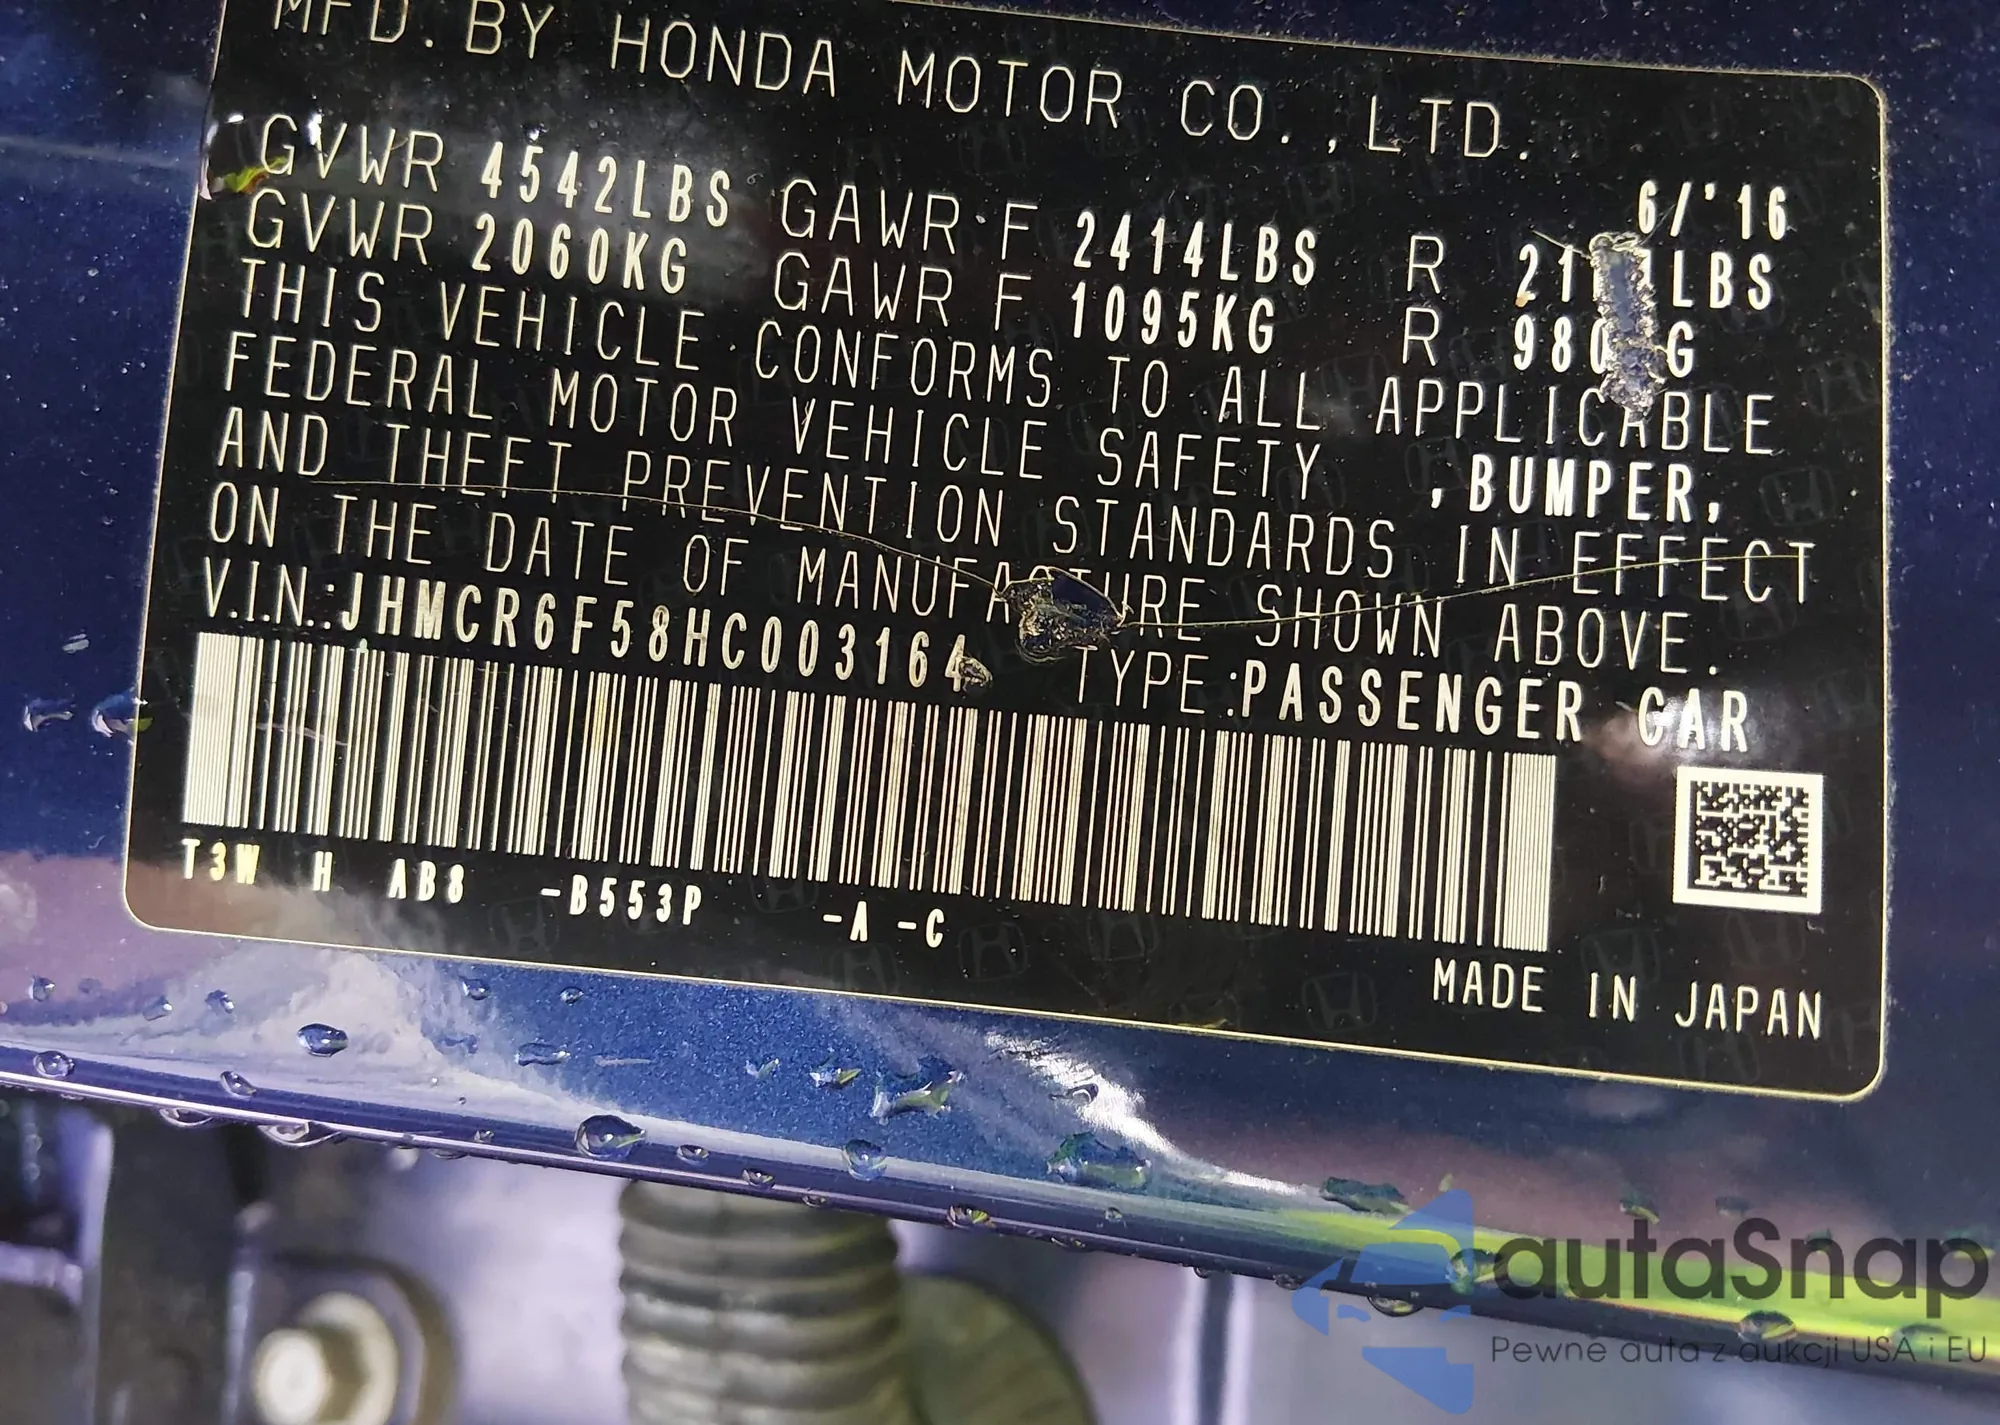 MFD. BY HONDA MOTOR CO., LTD.
6/'16
GVWR 4542LBS GAWR F 2414LBS R LBS
GVWR 2060KG GAWR F 1095KG R 980 G
THIS VEHICLE CONFORMS TO ALL APPLICABLE
FEDERAL MOTOR VEHICLE SAFETY , BUMPER,
AND THEFT PREVENTION STANDARDS IN EFFECT
ON THE DATE OF MANUFACTURE SHOWN ABOVE.
V.I.N.:JHMCR6F58HC003164 TYPE:PASSENGER CAR
T3W H AB8 -B553P -A -C
MADE IN JAPAN
autaSnap
Pewne auta z aukcji USA i EU